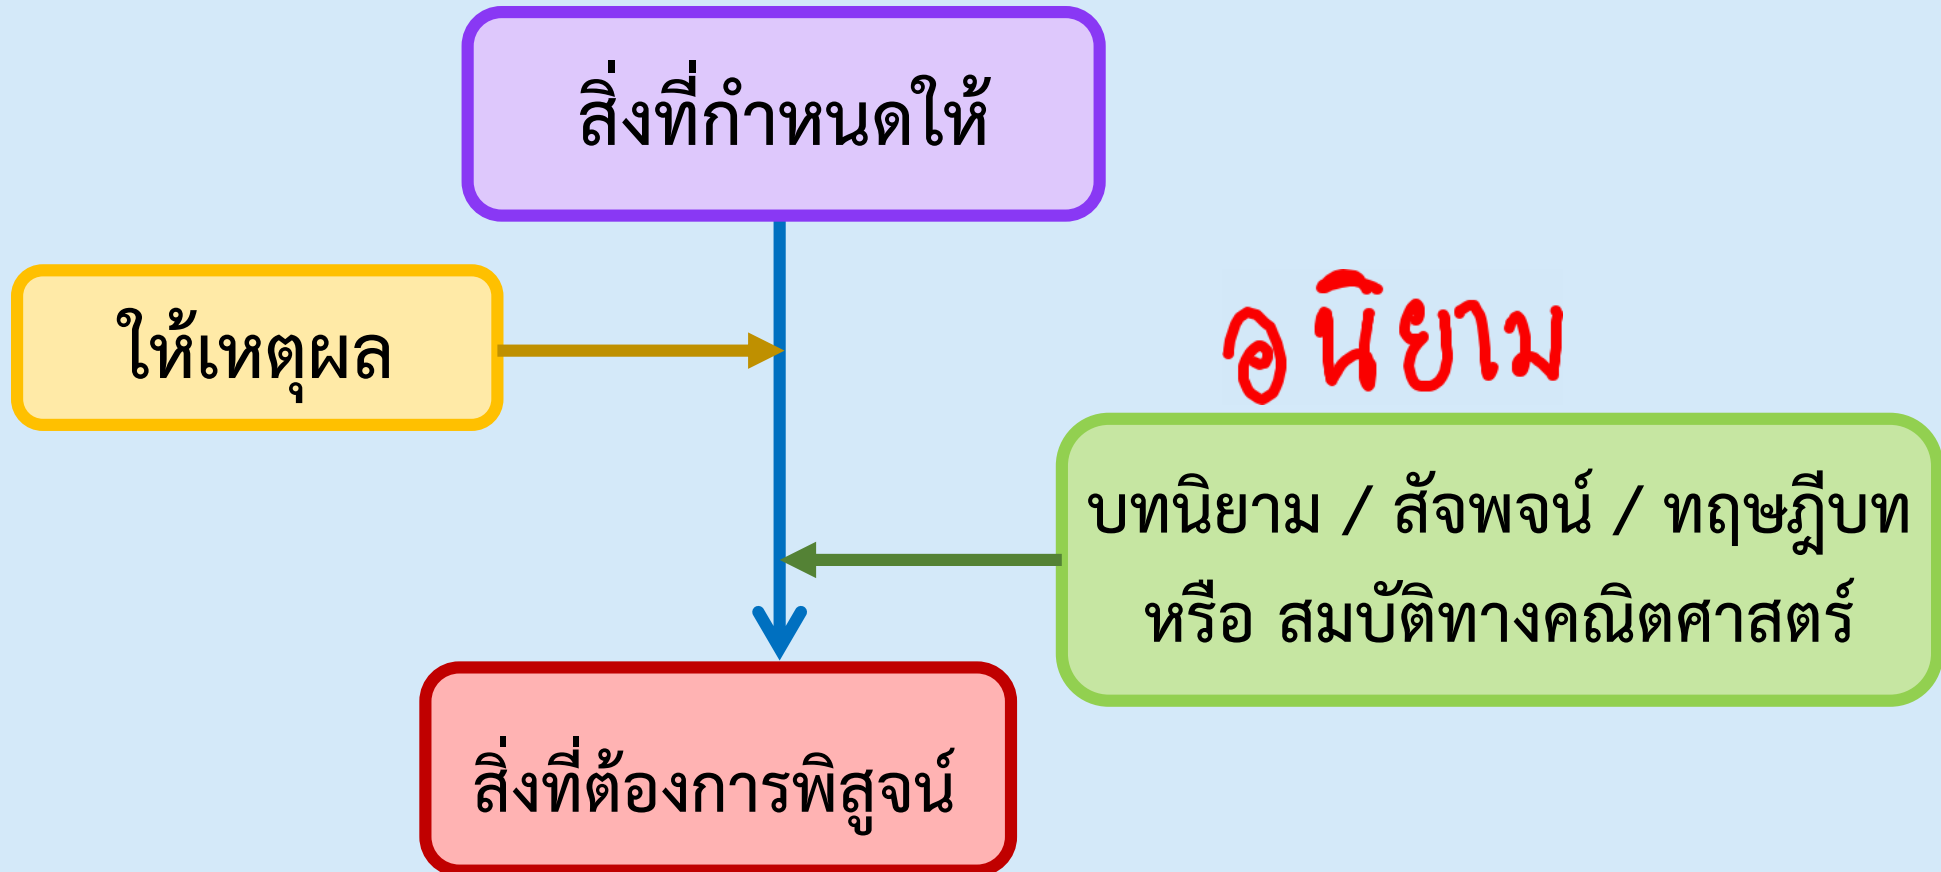 สิ่งที่กำหนดให้
ให้เหตุผล
อนิยาม
บทนิยาม / สัจพจน์ / ทฤษฎีบท
หรือ สมบัติทางคณิตศาสตร์
สิ่งที่ต้องการพิสูจน์